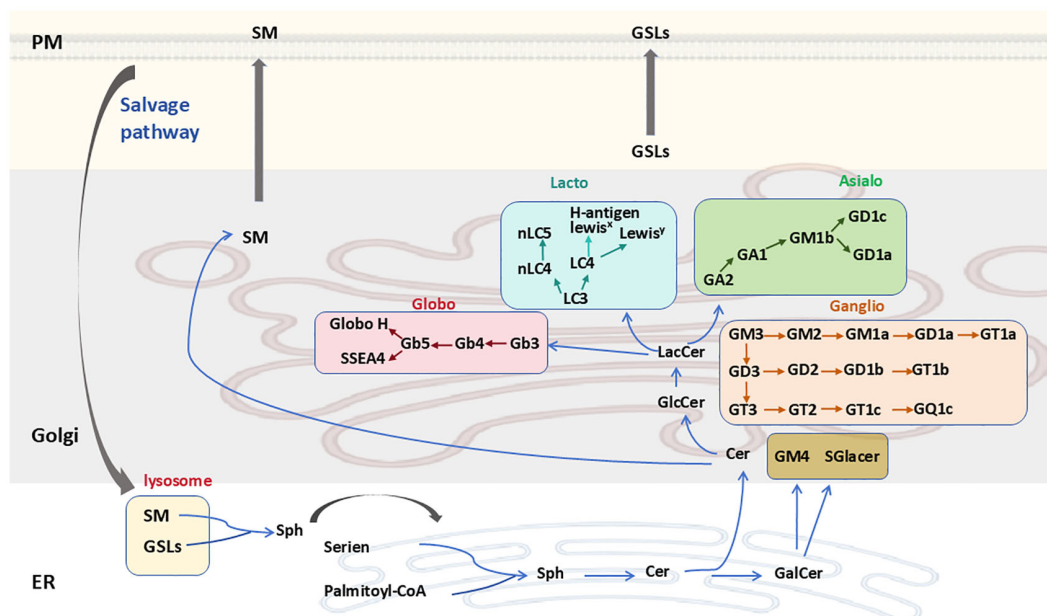 PM
SM
GSLs
Salvage
pathway
GSLs
Lacto
Asialo
H-antigen
lewisˣ
Lewisʸ
nLC5
nLC4
LC4
LC3
GD1c
GM1b
GA1
GD1a
GA2
SM
Globo
Globo H
Gb5
Gb4
Gb3
SSEA4
Ganglio
GM3 GM2 GM1a GD1a GT1a
GD3 GD2 GD1b GT1b
GT3 GT2 GT1c GQ1c
LacCer
GlcCer
Golgi
Cer
GM4 SGlacer
lysosome
SM
GSLs
Sph
Serien
Palmitoyl-CoA
Sph
Cer
GalCer
ER